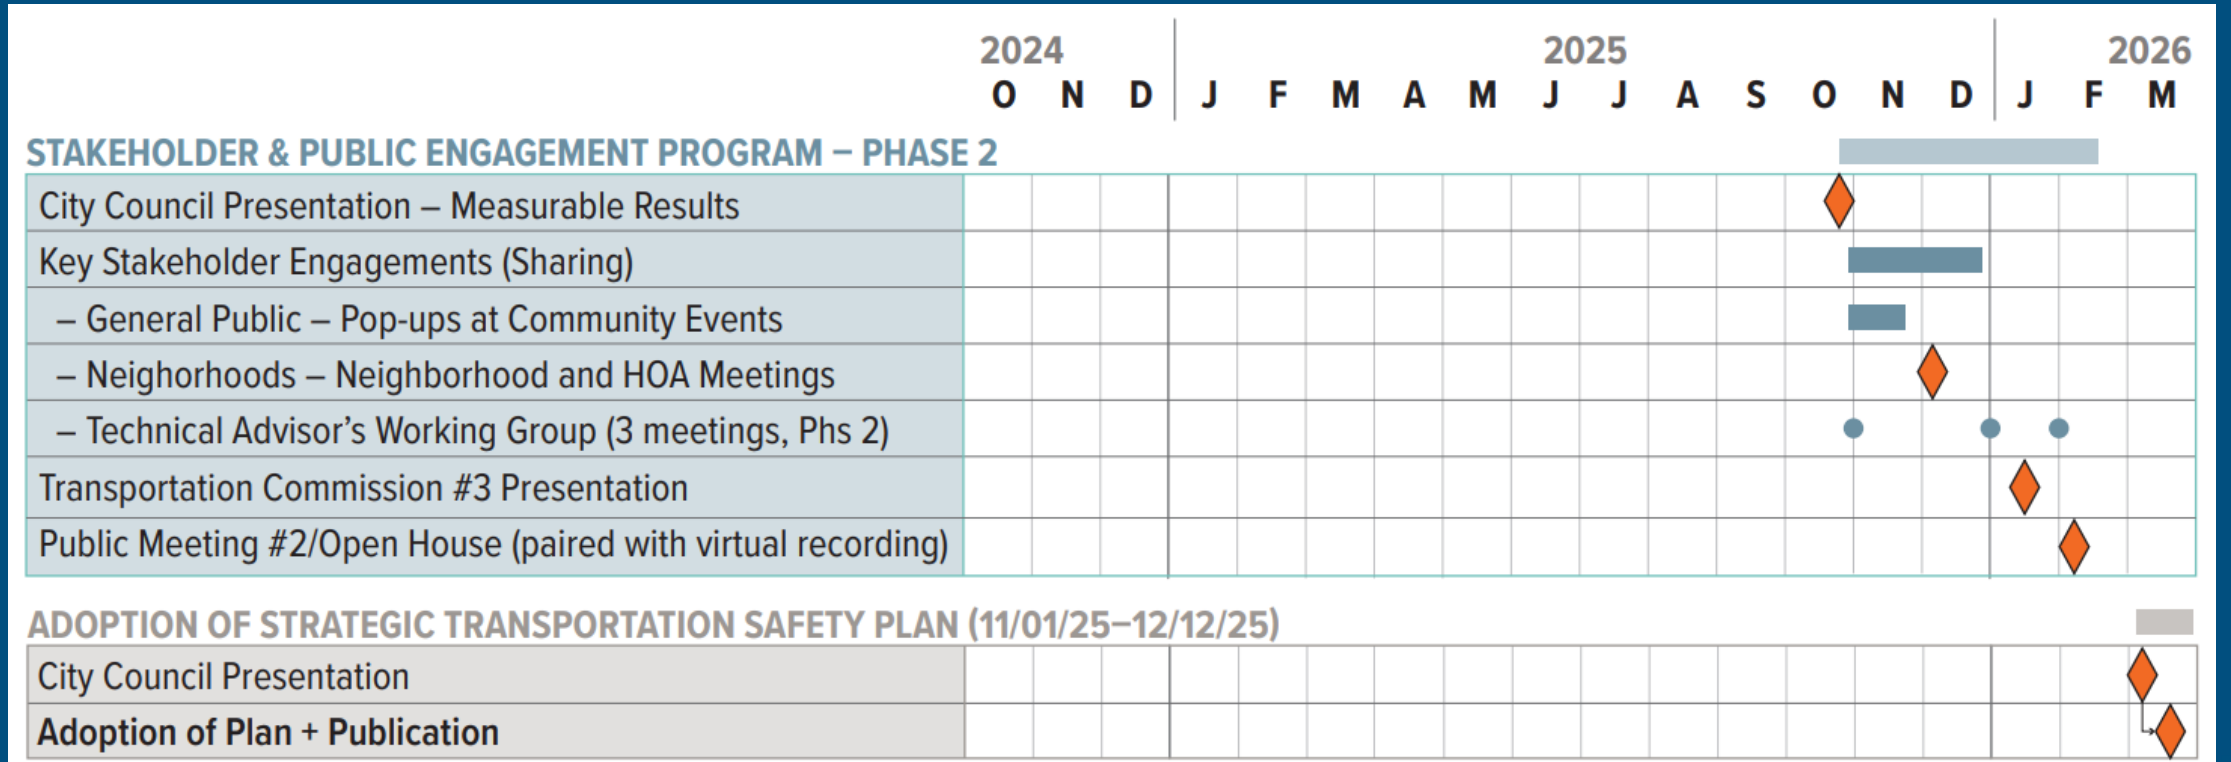 2024 2025 2026
O N D J F M A M J J A S O N D J F M
STAKEHOLDER & PUBLIC ENGAGEMENT PROGRAM – PHASE 2
City Council Presentation – Measurable Results
Key Stakeholder Engagements (Sharing)
– General Public – Pop-ups at Community Events
– Neighorhoods – Neighborhood and HOA Meetings
– Technical Advisor’s Working Group (3 meetings, Phs 2)
Transportation Commission #3 Presentation
Public Meeting #2/Open House (paired with virtual recording)
ADOPTION OF STRATEGIC TRANSPORTATION SAFETY PLAN (11/01/25–12/12/25)
City Council Presentation
Adoption of Plan + Publication